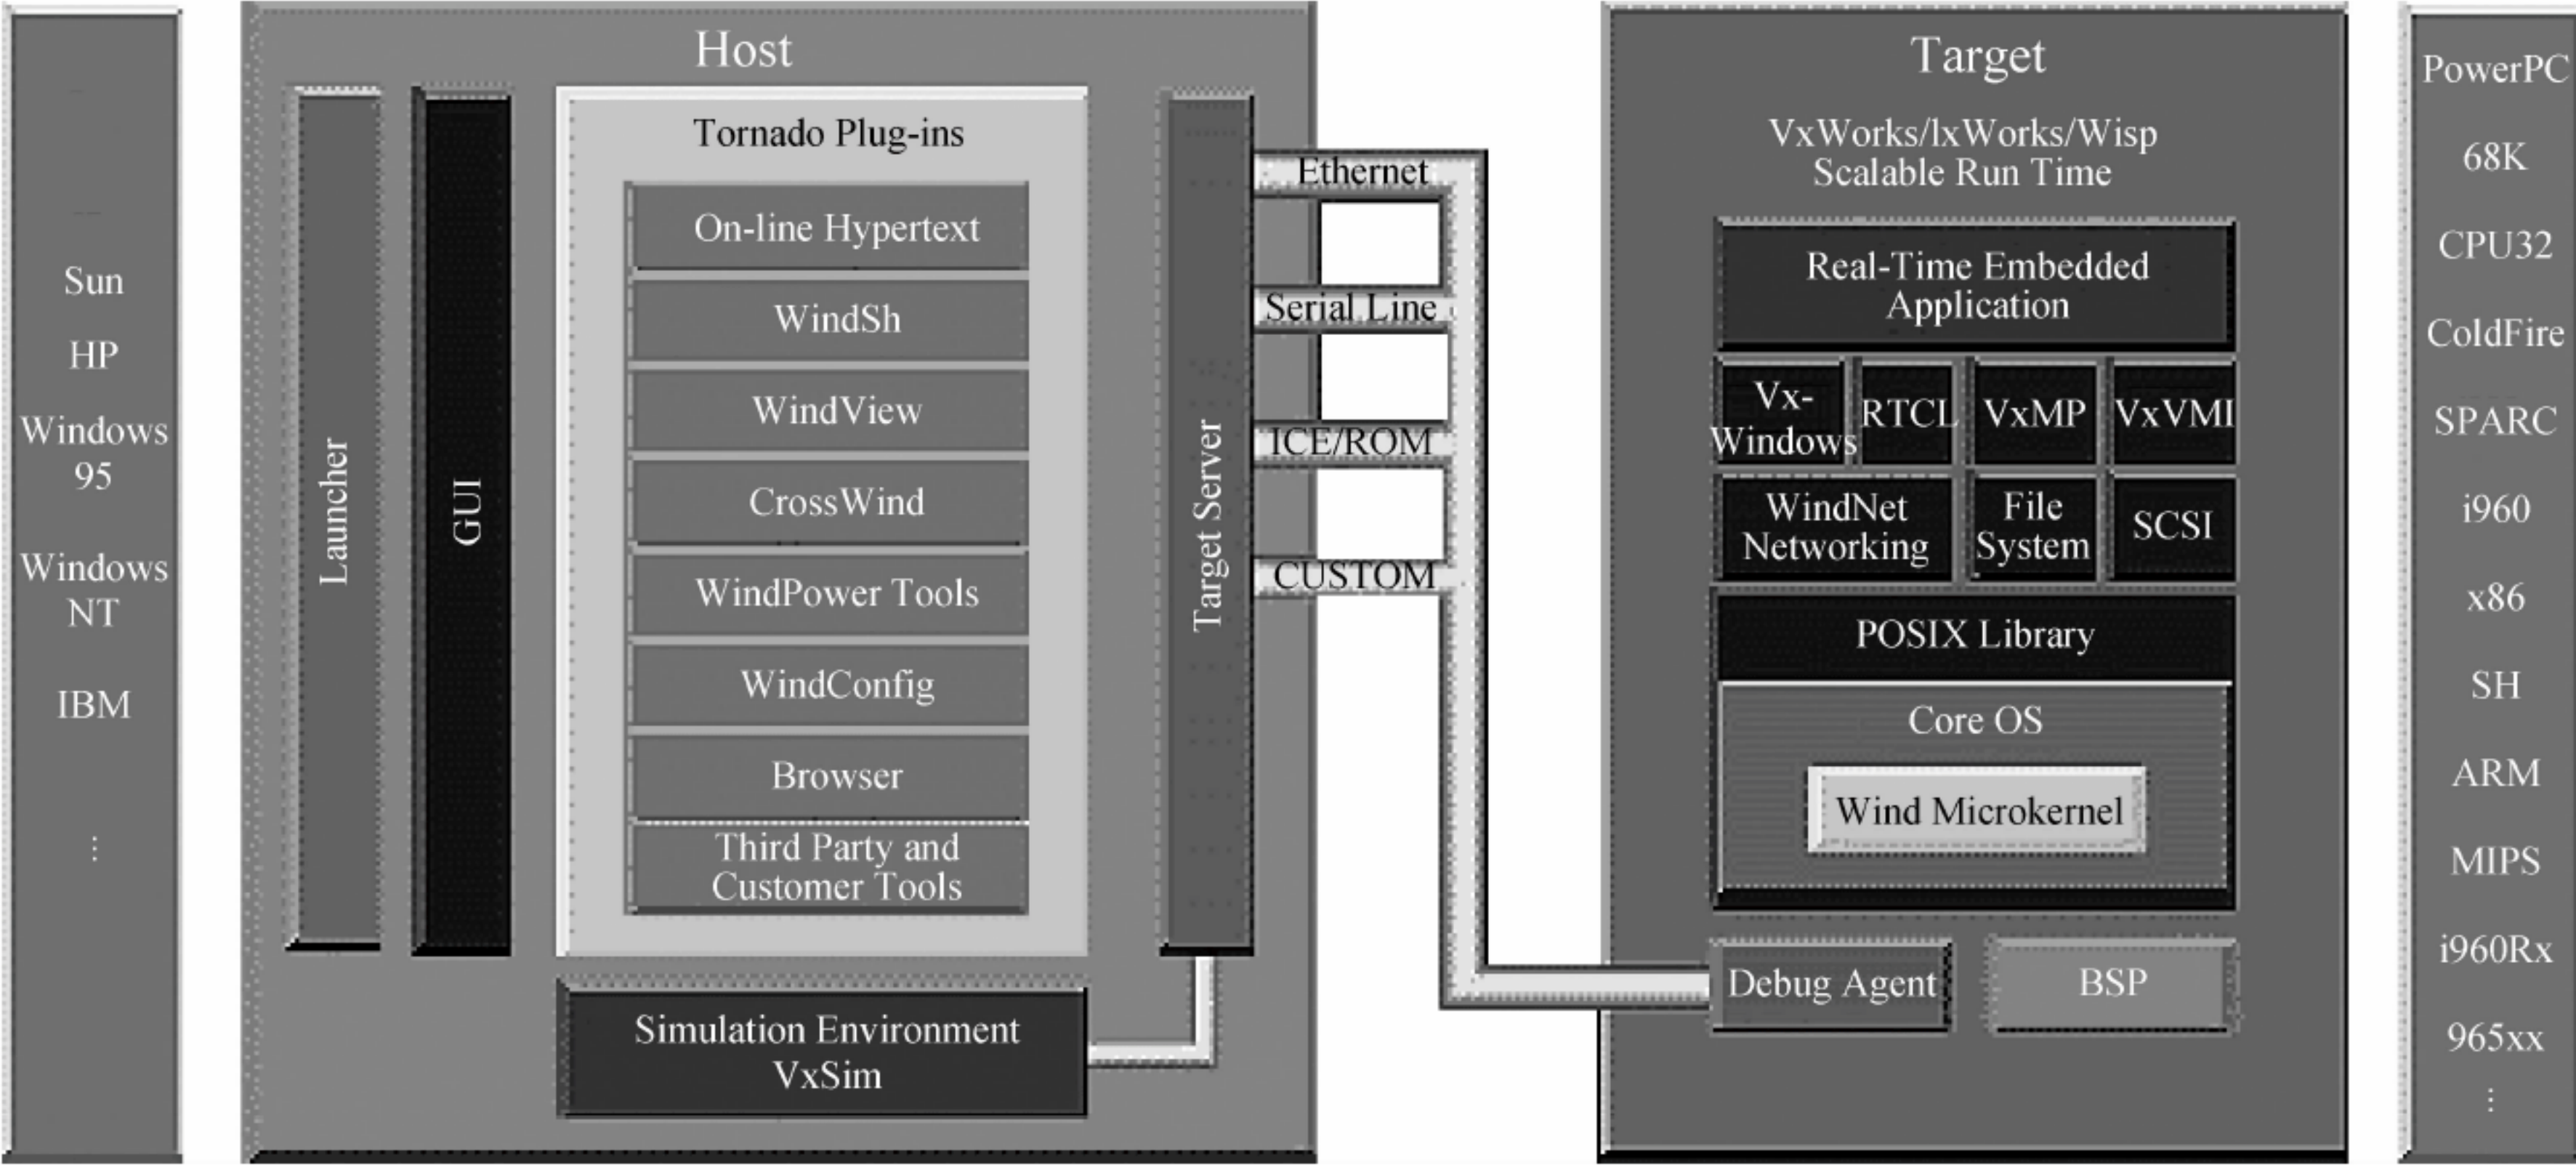 Sun
HP
Windows
95
Windows
NT
IBM
⋮
Host
Launcher
GUI
Tornado Plug-ins
On-line Hypertext
WindSh
WindView
CrossWind
WindPower Tools
WindConfig
Browser
Third Party and
Customer Tools
Simulation Environment
VxSim
Target Server
Ethernet
Serial Line
ICE/ROM
CUSTOM
Target
VxWorks/lxWorks/Wisp
Scalable Run Time
Real-Time Embedded
Application
Vx-
Windows
RTCL
VxMP
VxVMI
WindNet
Networking
File
System
SCSI
POSIX Library
Core OS
Wind Microkernel
Debug Agent
BSP
PowerPC
68K
CPU32
ColdFire
SPARC
i960
x86
SH
ARM
MIPS
i960Rx
965xx
⋮